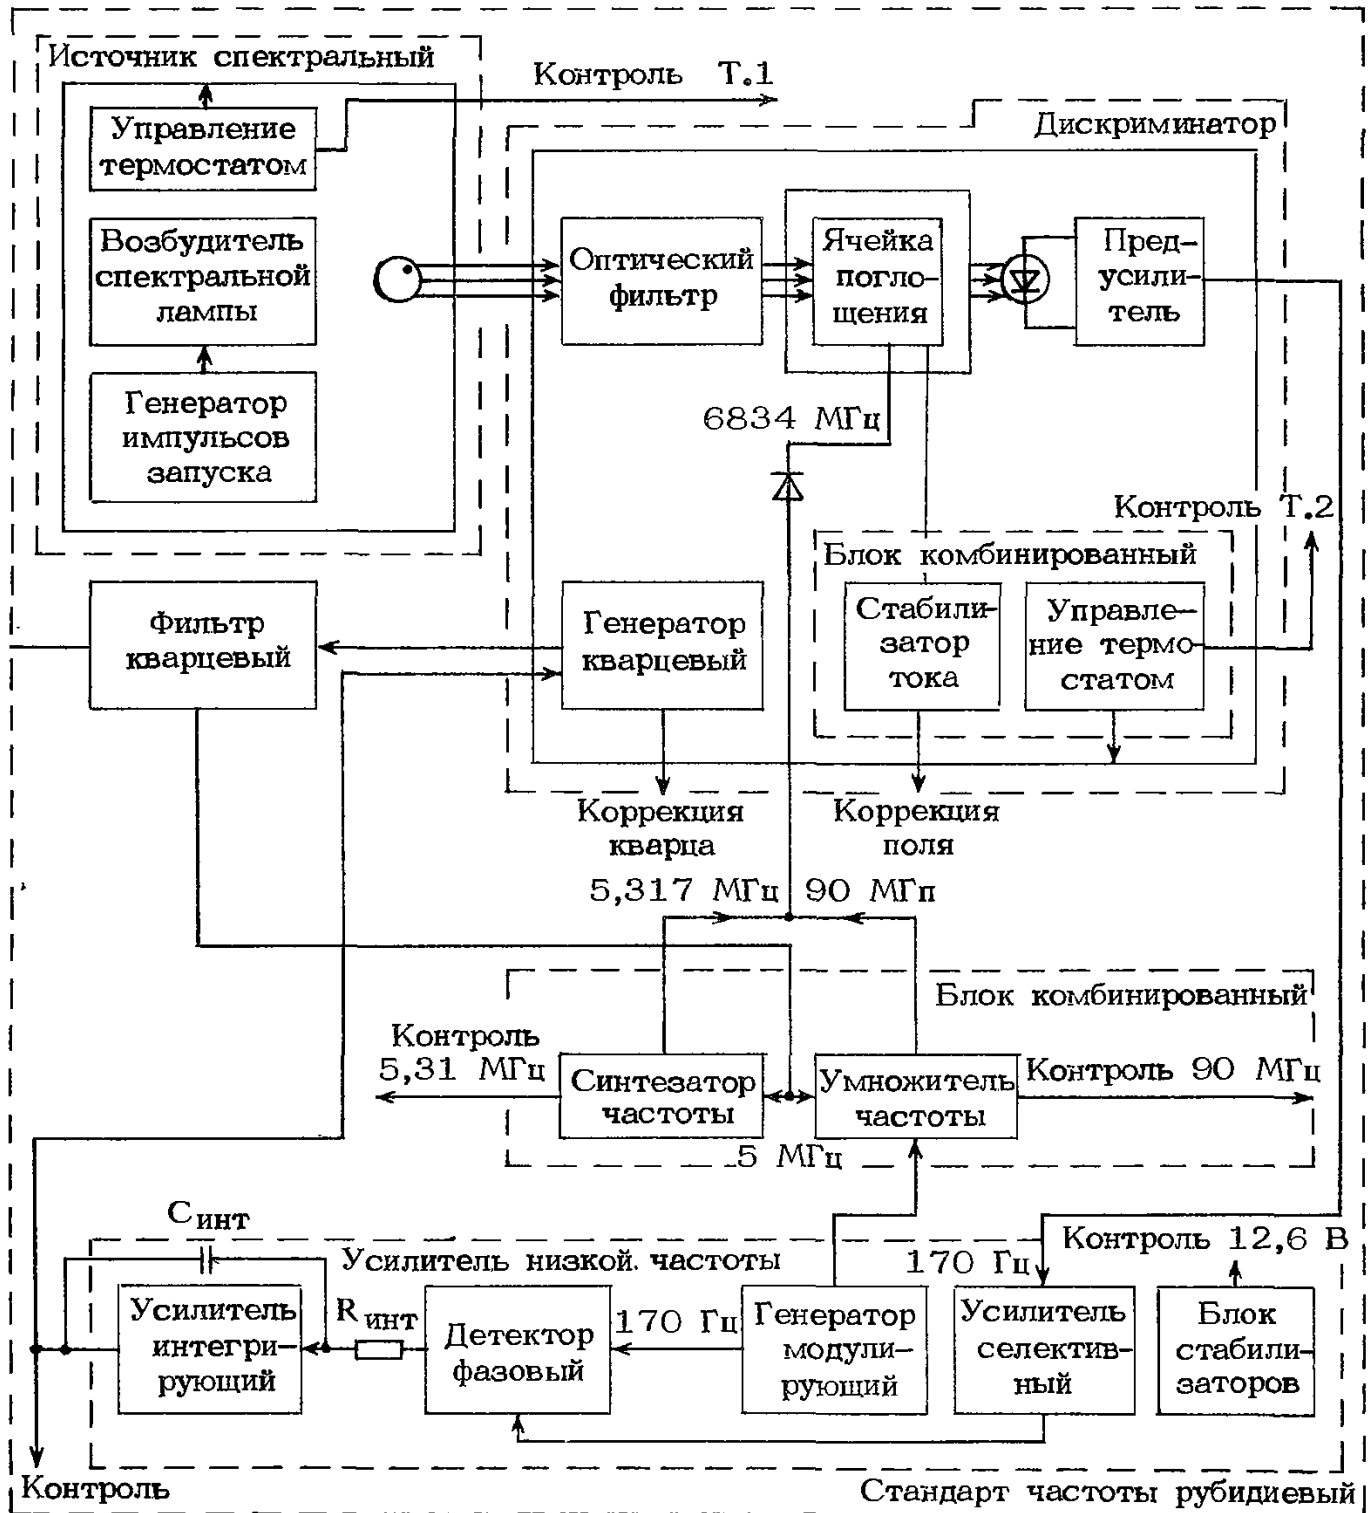 Источник спектральный
Контроль Т.1
Управление
термостатом
Дискриминатор
Возбудитель
спектральной
лампы
Оптический
фильтр
Ячейка
погло-
щения
Пред-
усили-
тель
Генератор
импульсов
запуска
6834 МГц
Контроль Т.2
Блок комбинированный
Фильтр
кварцевый
Генератор
кварцевый
Стабили-
затор
тока
Управле-
ние термо
статом
Коррекция
кварца
Коррекция
поля
5,317 МГц
90 МГп
Блок комбинированный
Контроль
5,31 МГц
Синтезатор
частоты
Умножитель
частоты
Контроль 90 МГц
5 МГц
Cинт
Усилитель низкой. частоты
170 Гц
Контроль 12,6 В
Усилитель
интегри-
рующий
Rинт
Детектор
фазовый
170 Гц
Генератор
модули-
рующий
Усилитель
селектив-
ный
Блок
стабили-
заторов
Контроль
Стандарт частоты рубидиевый